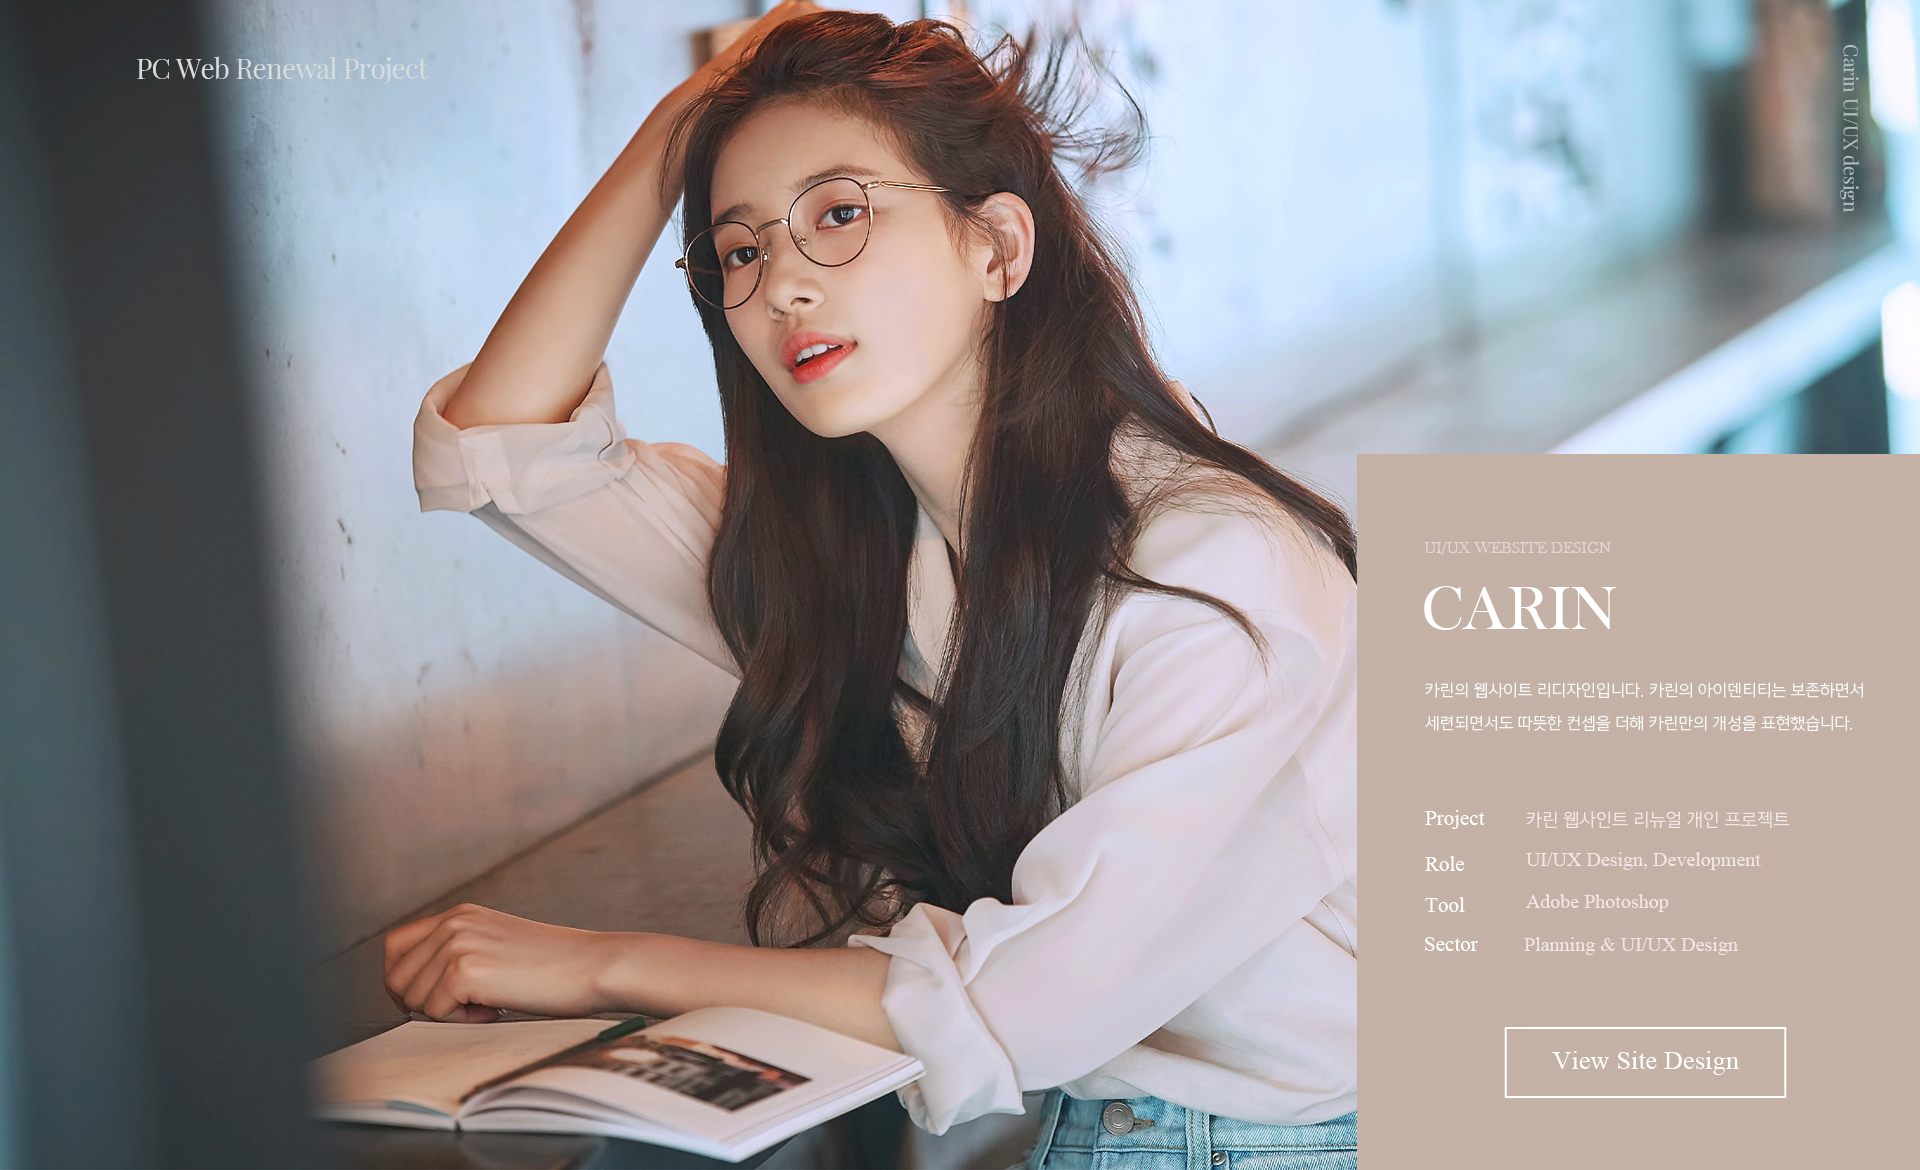 PC Web Renewal Project
Carin UI/UX design
UI/UX WEBSITE DESIGN
CARIN
카린의 웹사이트 리디자인입니다. 카린의 아이덴티티는 보존하면서
세련되면서도 따뜻한 컨셉을 더해 카린만의 개성을 표현했습니다.
Project 카린 웹사인트 리뉴얼 개인 프로젝트
Role UI/UX Design, Development
Tool Adobe Photoshop
Sector Planning & UI/UX Design
View Site Design